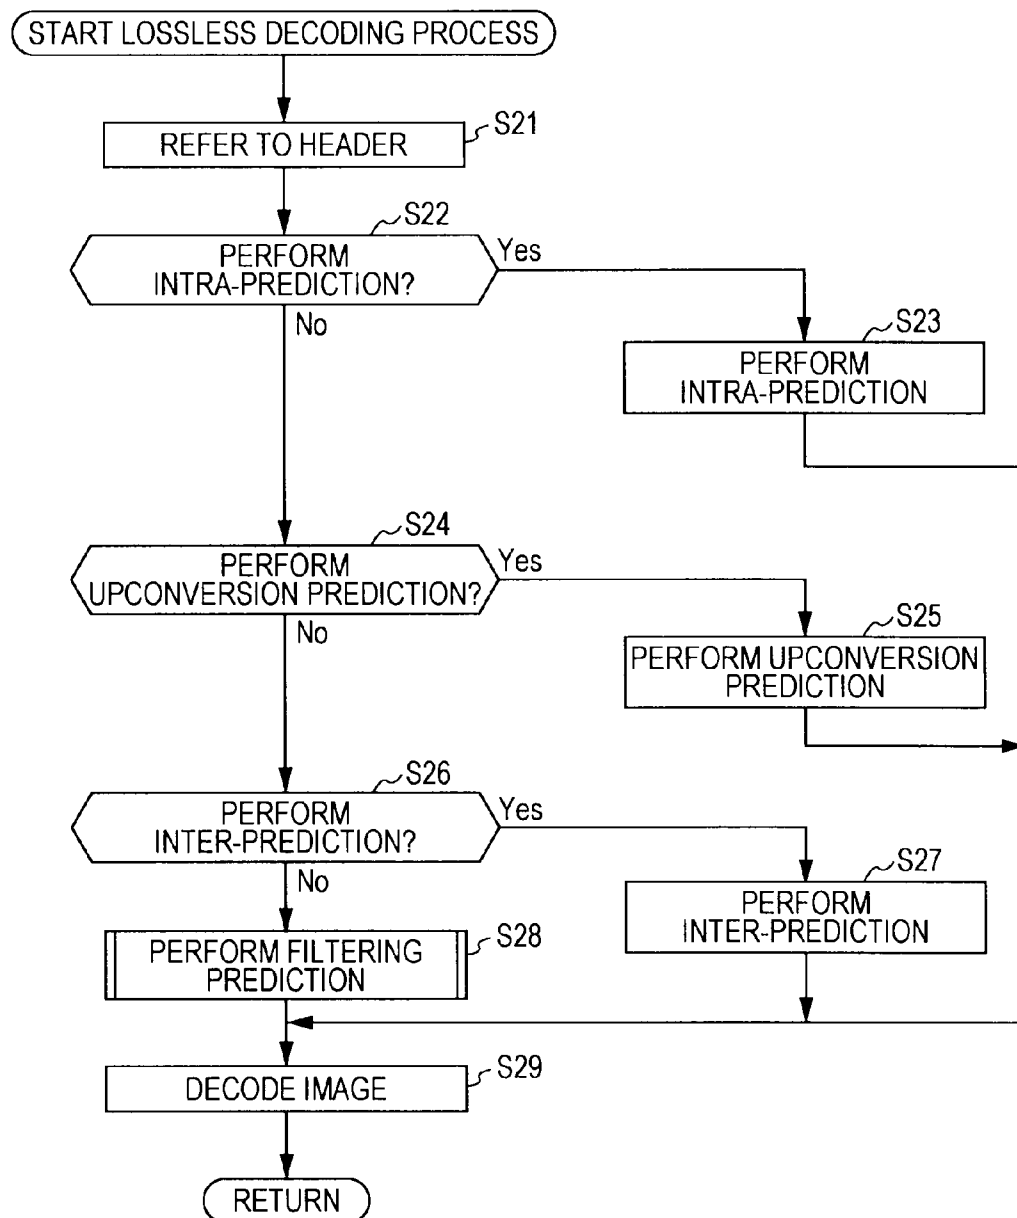 START LOSSLESS DECODING PROCESS
S21
REFER TO HEADER
S22
PERFORM
INTRA-PREDICTION?
Yes
No
S23
PERFORM
INTRA-PREDICTION
S24
PERFORM
UPCONVERSION PREDICTION?
Yes
No
S25
PERFORM UPCONVERSION
PREDICTION
S26
PERFORM
INTER-PREDICTION?
Yes
No
S27
PERFORM
INTER-PREDICTION
S28
PERFORM FILTERING
PREDICTION
S29
DECODE IMAGE
RETURN